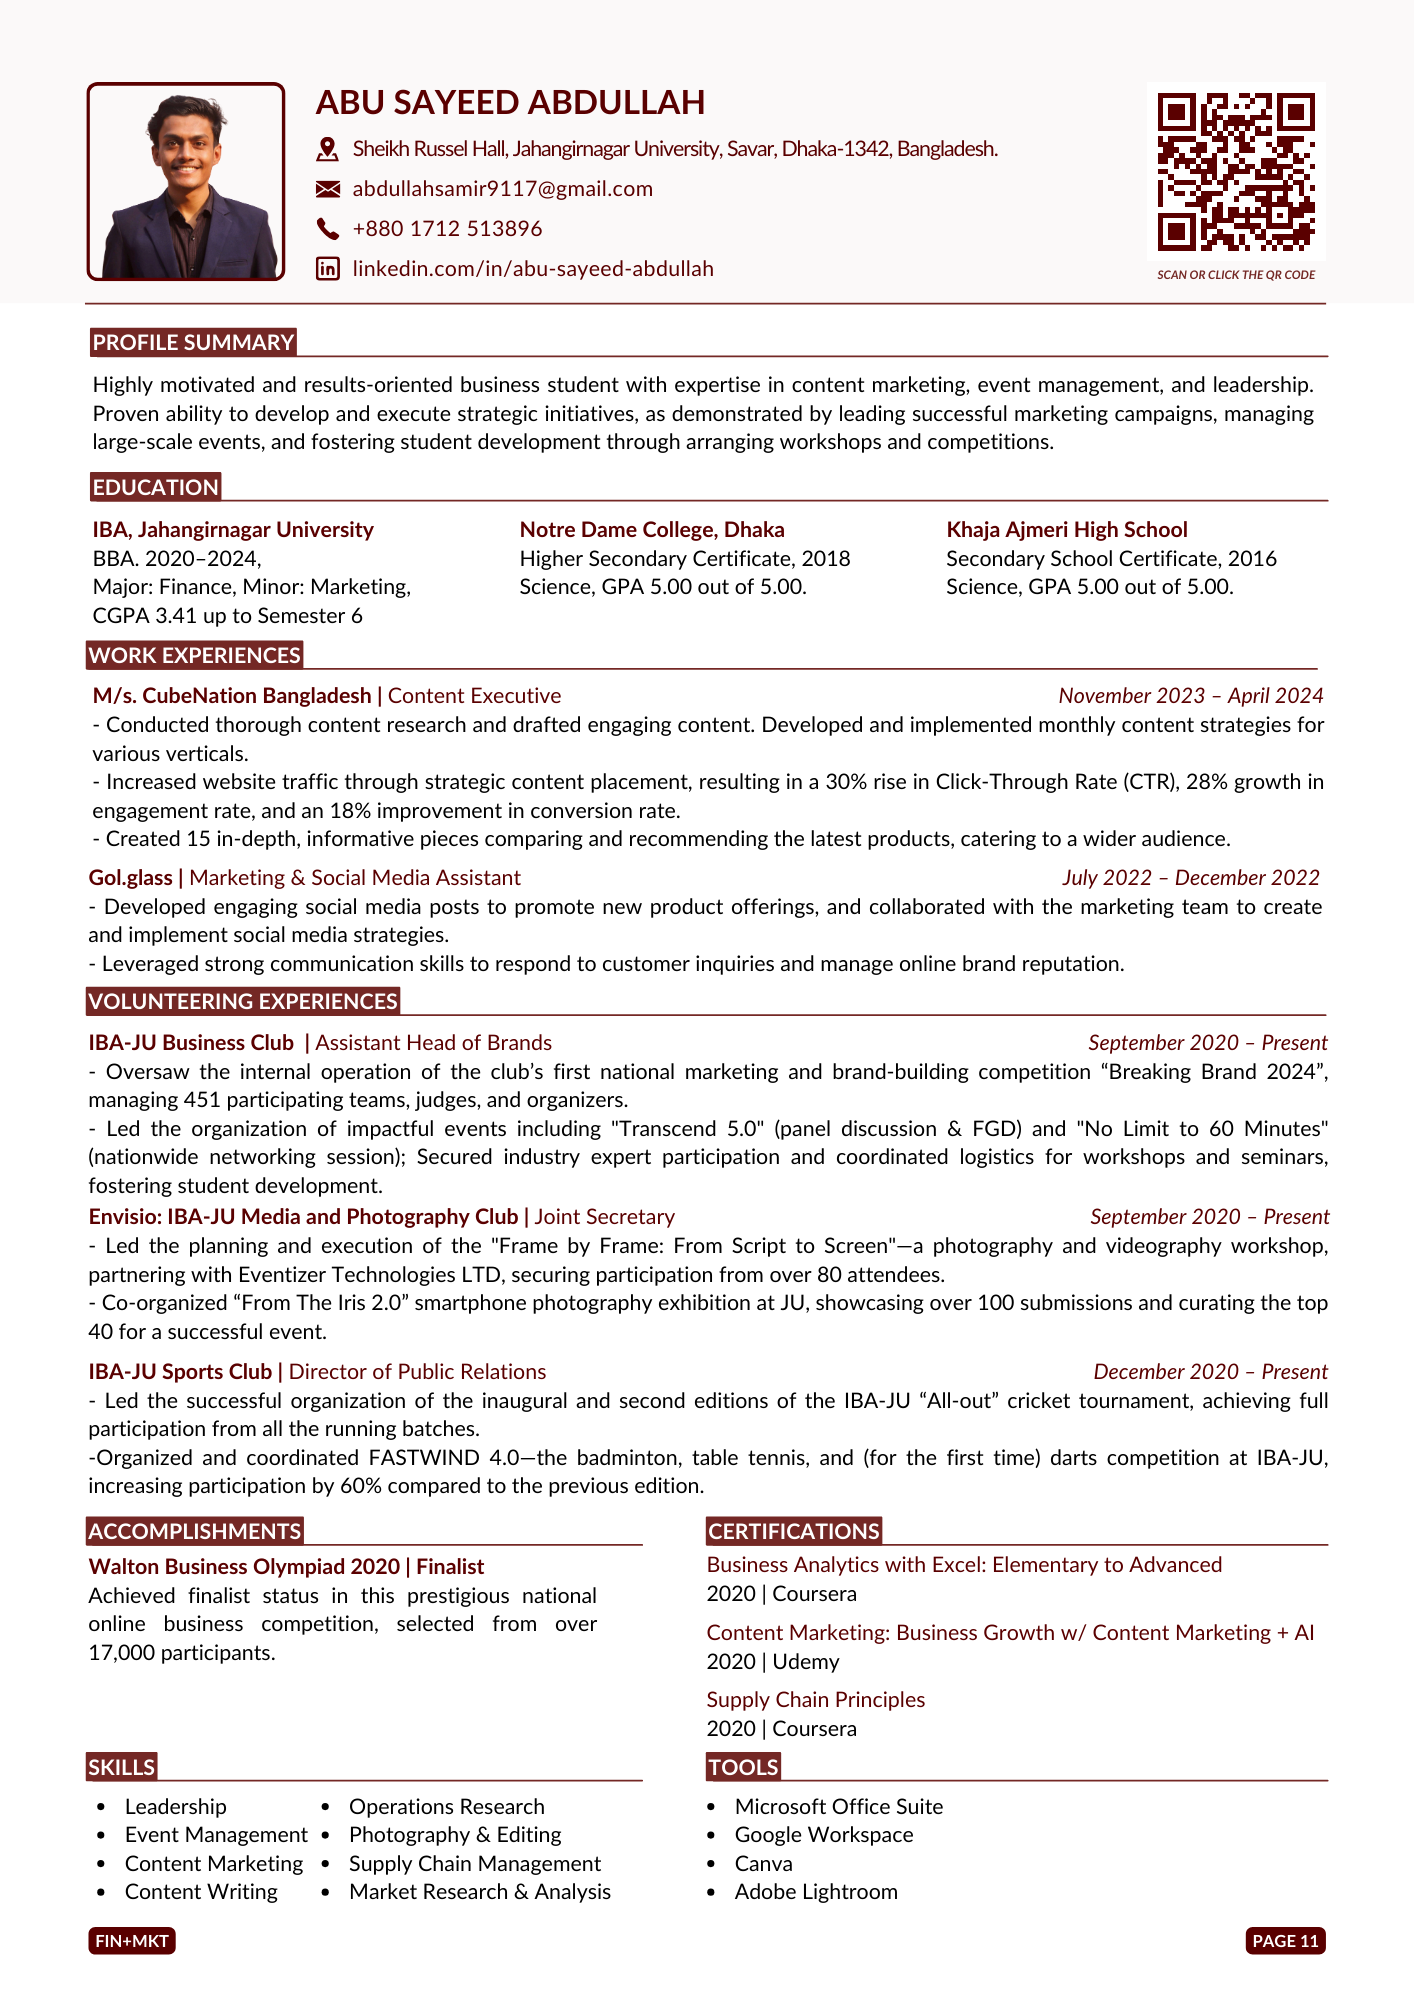 ABU SAYEED ABDULLAH
Sheikh Russel Hall, Jahangirnagar University, Savar, Dhaka-1342, Bangladesh.
abdullahsamir9117@gmail.com
+880 1712 513896
linkedin.com/in/abu-sayeed-abdullah
SCAN OR CLICK THE QR CODE
PROFILE SUMMARY
Highly motivated and results-oriented business student with expertise in content marketing, event management, and leadership.
Proven ability to develop and execute strategic initiatives, as demonstrated by leading successful marketing campaigns, managing
large-scale events, and fostering student development through arranging workshops and competitions.
EDUCATION
IBA, Jahangirnagar University
BBA. 2020–2024,
Major: Finance, Minor: Marketing,
CGPA 3.41 up to Semester 6
Notre Dame College, Dhaka
Higher Secondary Certificate, 2018
Science, GPA 5.00 out of 5.00.
Khaja Ajmeri High School
Secondary School Certificate, 2016
Science, GPA 5.00 out of 5.00.
WORK EXPERIENCES
M/s. CubeNation Bangladesh | Content Executive November 2023 – April 2024
- Conducted thorough content research and drafted engaging content. Developed and implemented monthly content strategies for
various verticals.
- Increased website traffic through strategic content placement, resulting in a 30% rise in Click-Through Rate (CTR), 28% growth in
engagement rate, and an 18% improvement in conversion rate.
- Created 15 in-depth, informative pieces comparing and recommending the latest products, catering to a wider audience.
Gol.glass | Marketing & Social Media Assistant July 2022 – December 2022
- Developed engaging social media posts to promote new product offerings, and collaborated with the marketing team to create
and implement social media strategies.
- Leveraged strong communication skills to respond to customer inquiries and manage online brand reputation.
VOLUNTEERING EXPERIENCES
IBA-JU Business Club | Assistant Head of Brands September 2020 – Present
- Oversaw the internal operation of the club’s first national marketing and brand-building competition “Breaking Brand 2024”,
managing 451 participating teams, judges, and organizers.
- Led the organization of impactful events including "Transcend 5.0" (panel discussion & FGD) and "No Limit to 60 Minutes"
(nationwide networking session); Secured industry expert participation and coordinated logistics for workshops and seminars,
fostering student development.
Envisio: IBA-JU Media and Photography Club | Joint Secretary September 2020 – Present
- Led the planning and execution of the "Frame by Frame: From Script to Screen"—a photography and videography workshop,
partnering with Eventizer Technologies LTD, securing participation from over 80 attendees.
- Co-organized “From The Iris 2.0” smartphone photography exhibition at JU, showcasing over 100 submissions and curating the top
40 for a successful event.
IBA-JU Sports Club | Director of Public Relations December 2020 – Present
- Led the successful organization of the inaugural and second editions of the IBA-JU “All-out” cricket tournament, achieving full
participation from all the running batches.
-Organized and coordinated FASTWIND 4.0—the badminton, table tennis, and (for the first time) darts competition at IBA-JU,
increasing participation by 60% compared to the previous edition.
ACCOMPLISHMENTS
Walton Business Olympiad 2020 | Finalist
Achieved finalist status in this prestigious national
online business competition, selected from over
17,000 participants.
CERTIFICATIONS
Business Analytics with Excel: Elementary to Advanced
2020 | Coursera
Content Marketing: Business Growth w/ Content Marketing + AI
2020 | Udemy
Supply Chain Principles
2020 | Coursera
SKILLS
• Leadership
• Event Management
• Content Marketing
• Content Writing
• Operations Research
• Photography & Editing
• Supply Chain Management
• Market Research & Analysis
TOOLS
• Microsoft Office Suite
• Google Workspace
• Canva
• Adobe Lightroom
FIN+MKT
PAGE 11